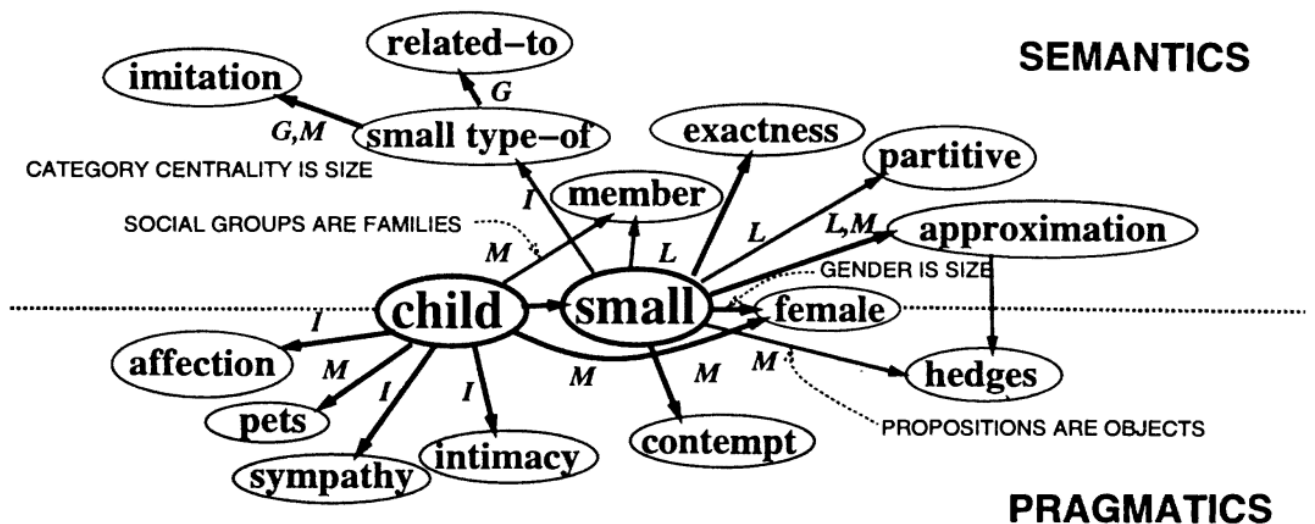 related-to
SEMANTICS
imitation
G
G,M
small type-of
exactness
partitive
CATEGORY CENTRALITY IS SIZE
member
I
SOCIAL GROUPS ARE FAMILIES
L
L,M
approximation
M
L
GENDER IS SIZE
child
small
female
I
affection
M
I
I
M
M
M
hedges
pets
contempt
PROPOSITIONS ARE OBJECTS
intimacy
sympathy
PRAGMATICS